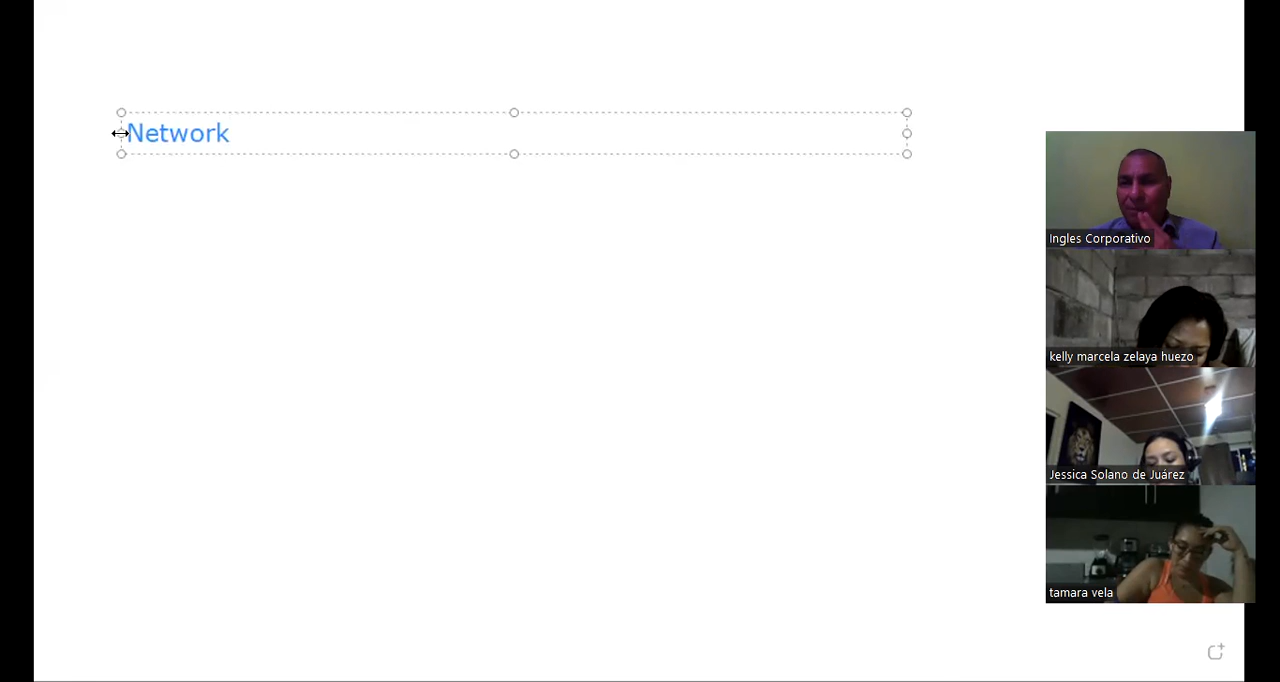 Network
Ingles Corporativo
kelly marcela zelaya huezo
Jessica Solano de Juárez
tamara vela